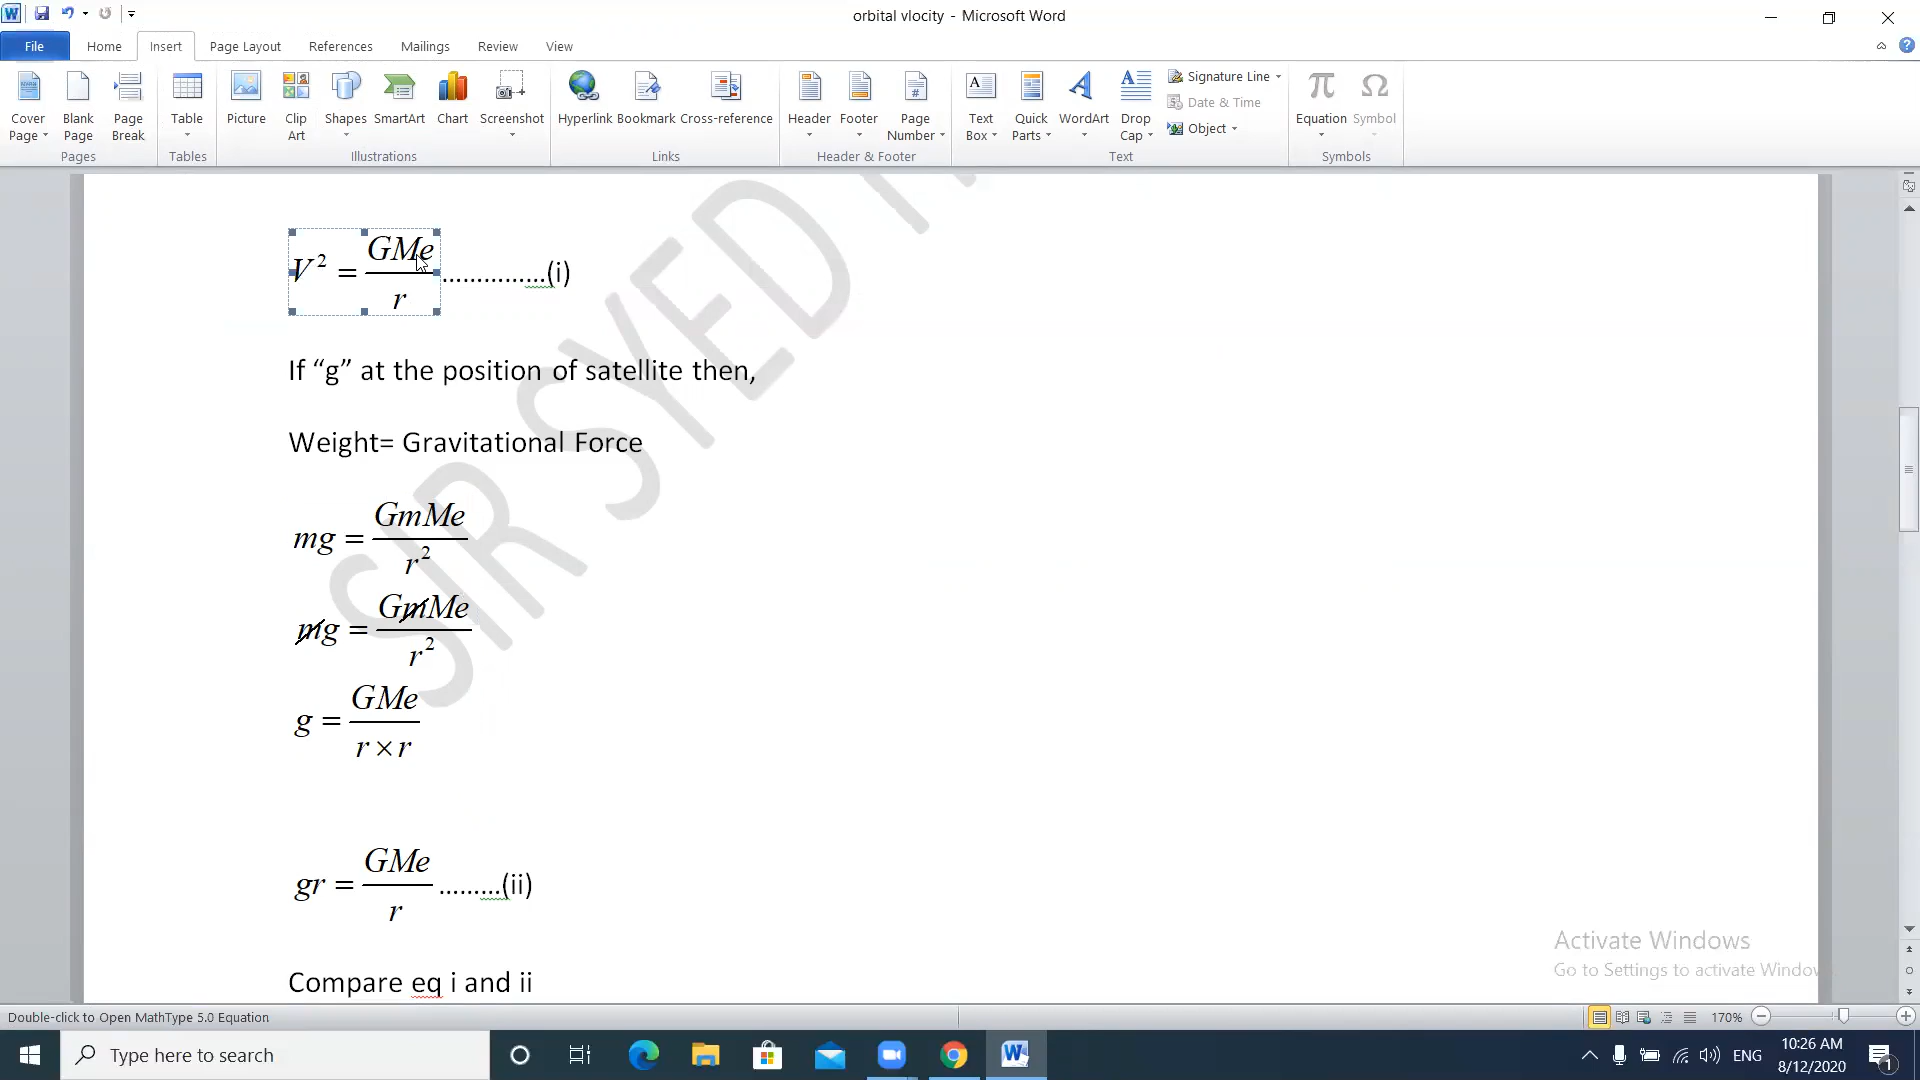 orbital vlocity - Microsoft Word
File Home Insert Page Layout References Mailings Review View
Cover Page Blank Page Page Break Table Picture Clip Art Shapes SmartArt Chart Screenshot Hyperlink Bookmark Cross-reference Header Footer Page Number Text Box Quick Parts WordArt Drop Cap Signature Line Date & Time Object Equation Symbol
Pages Tables Illustrations Links Header & Footer Text Symbols
SIR SYED
V² = GMe / r ...............(i)
If “g” at the position of satellite then,
Weight= Gravitational Force
mg = GmMe / r²
mg = GmMe / r²
g = GMe / r × r
gr = GMe / r .........(ii)
Compare eq i and ii
Activate Windows
Go to Settings to activate Window
Double-click to Open MathType 5.0 Equation
170%
Type here to search
ENG
10:26 AM
8/12/2020
1